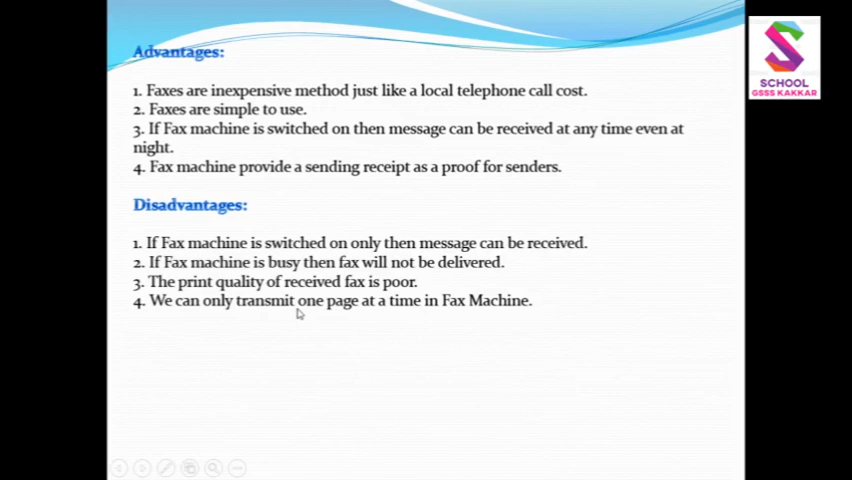 Advantages:
1. Faxes are inexpensive method just like a local telephone call cost.
2. Faxes are simple to use.
3. If Fax machine is switched on then message can be received at any time even at
night.
4. Fax machine provide a sending receipt as a proof for senders.
Disadvantages:
1. If Fax machine is switched on only then message can be received.
2. If Fax machine is busy then fax will not be delivered.
3. The print quality of received fax is poor.
4. We can only transmit one page at a time in Fax Machine.
SCHOOL
GSSS KAKKAR